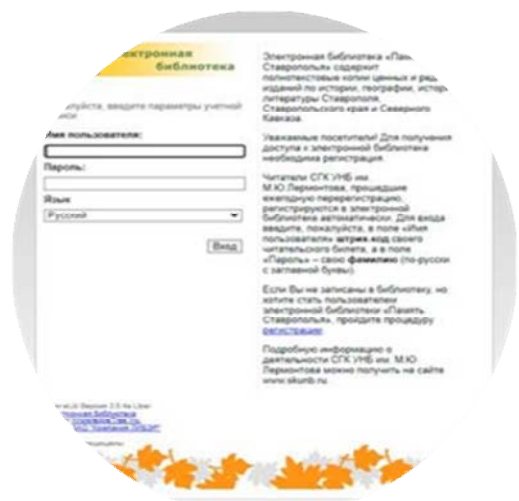 ктронная
библиотека
введите параметры учетной
Имя пользователя:
Пароль:
Язык
Русский
Вход
Электронная библиотека «Память
Ставрополья» содержит
полнотекстовые копии ценных и
изданий по истории, географии,
литературы Ставрополя,
Ставропольского края и Северного
Кавказа.
Уважаемые посетители! Для получения
доступа к электронной библиотеке
необходима регистрация.
Читатели СГК УНБ им.
М.Ю.Лермонтова, прошедшие
ежегодную перерегистрацию,
регистрируются в электронной
библиотеке автоматически. Для входа
введите, пожалуйста, в поле «Имя
пользователя» штрих-код своего
читательского билета, а в поле
«Пароль» – свою фамилию (по-русски
с заглавной буквы).
Если Вы не записаны в библиотеку, но
хотите стать пользователем
электронной библиотеки «Память
Ставрополья», пройдите процедуру
регистрации.
Подробную информацию о
деятельности СГК УНБ им. М.Ю.
Лермонтова можно получить на сайте
www.skunb.ru.